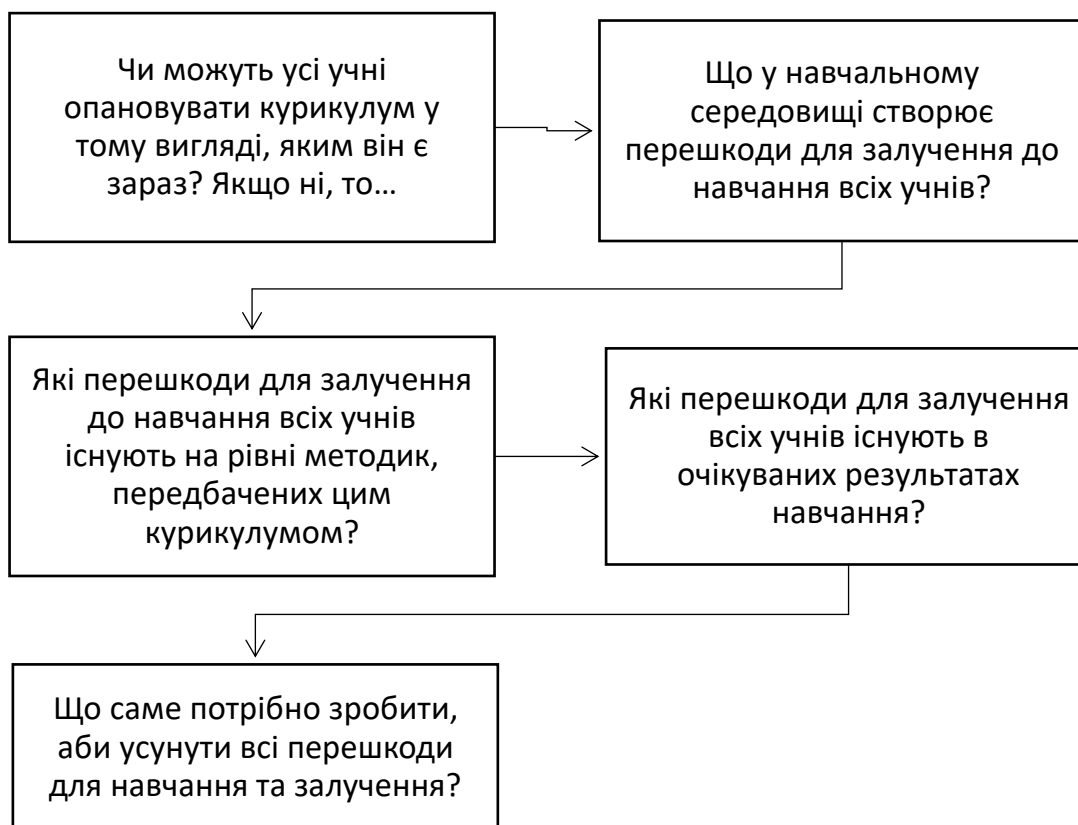 Чи можуть усі учні
опановувати курикулум у
тому вигляді, яким він є
зараз? Якщо ні, то…
Що у навчальному
середовищі створює
перешкоди для залучення до
навчання всіх учнів?
Які перешкоди для залучення
до навчання всіх учнів
існують на рівні методик,
передбачених цим
курикулумом?
Які перешкоди для залучення
всіх учнів існують в
очікуваних результатах
навчання?
Що саме потрібно зробити,
аби усунути всі перешкоди
для навчання та залучення?